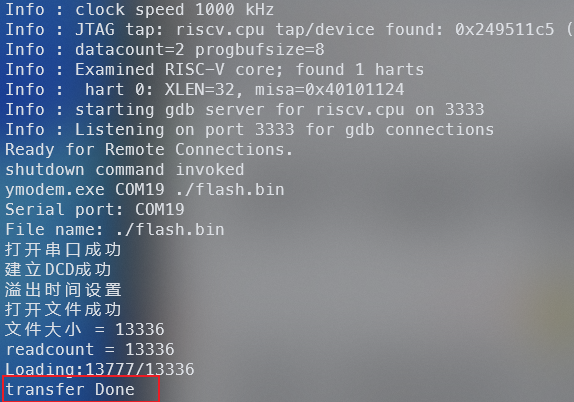 Info : clock speed 1000 kHz
Info : JTAG tap: riscv.cpu tap/device found: 0x249511c5 (
Info : datacount=2 progbufsize=8
Info : Examined RISC-V core; found 1 harts
Info :  hart 0: XLEN=32, misa=0x40101124
Info : starting gdb server for riscv.cpu on 3333
Info : Listening on port 3333 for gdb connections
Ready for Remote Connections.
shutdown command invoked
ymodem.exe COM19 ./flash.bin
Serial port: COM19
File name: ./flash.bin
打开串口成功
建立DCD成功
溢出时间设置
打开文件成功
文件大小 = 13336
readcount = 13336
Loading:13777/13336
transfer Done